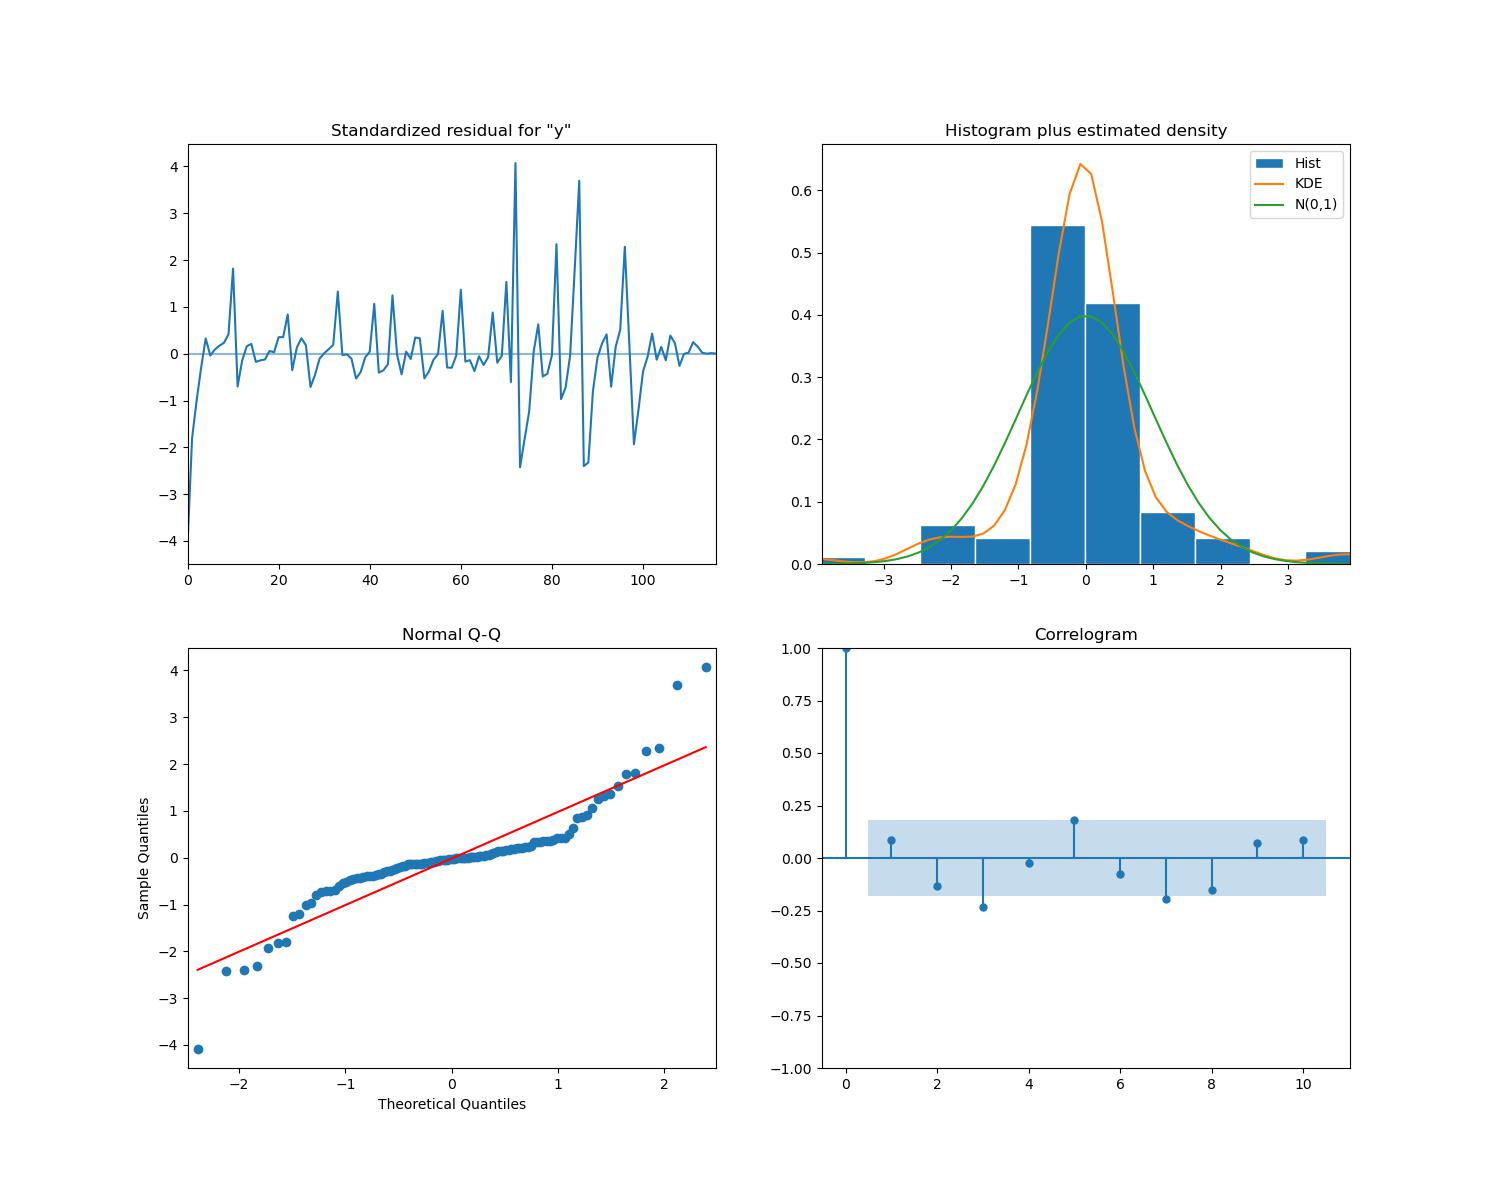 Standardized residual for "y"
4
3
2
1
0
−1
−2
−3
−4
0 20 40 60 80 100
Histogram plus estimated density
Hist
KDE
N(0,1)
0.6
0.5
0.4
0.3
0.2
0.1
0.0
−3 −2 −1 0 1 2 3
Normal Q-Q
Sample Quantiles
4
3
2
1
0
−1
−2
−3
−4
−2 −1 0 1 2
Theoretical Quantiles
Correlogram
1.00
0.75
0.50
0.25
0.00
−0.25
−0.50
−0.75
−1.00
0 2 4 6 8 10